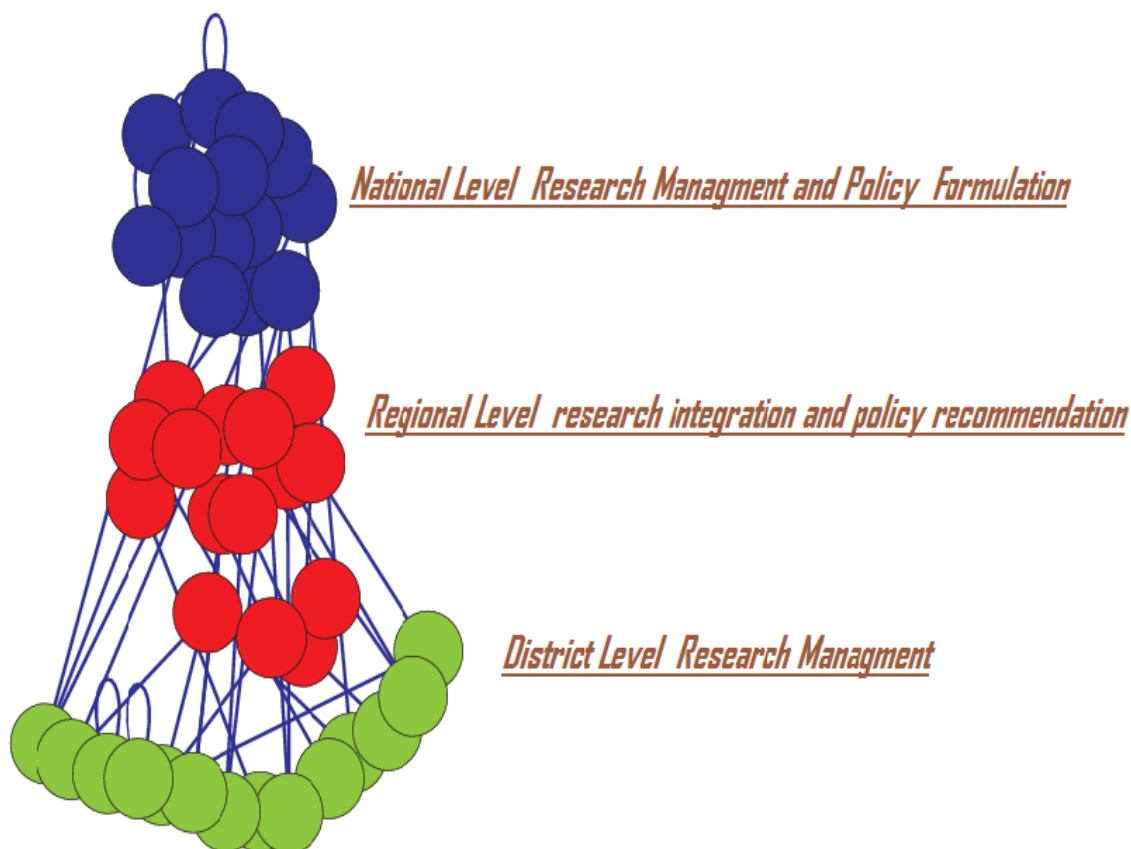 National Level Research Managment and Policy Formulation
Regional Level research integration and policy recommendation
District Level Research Managment